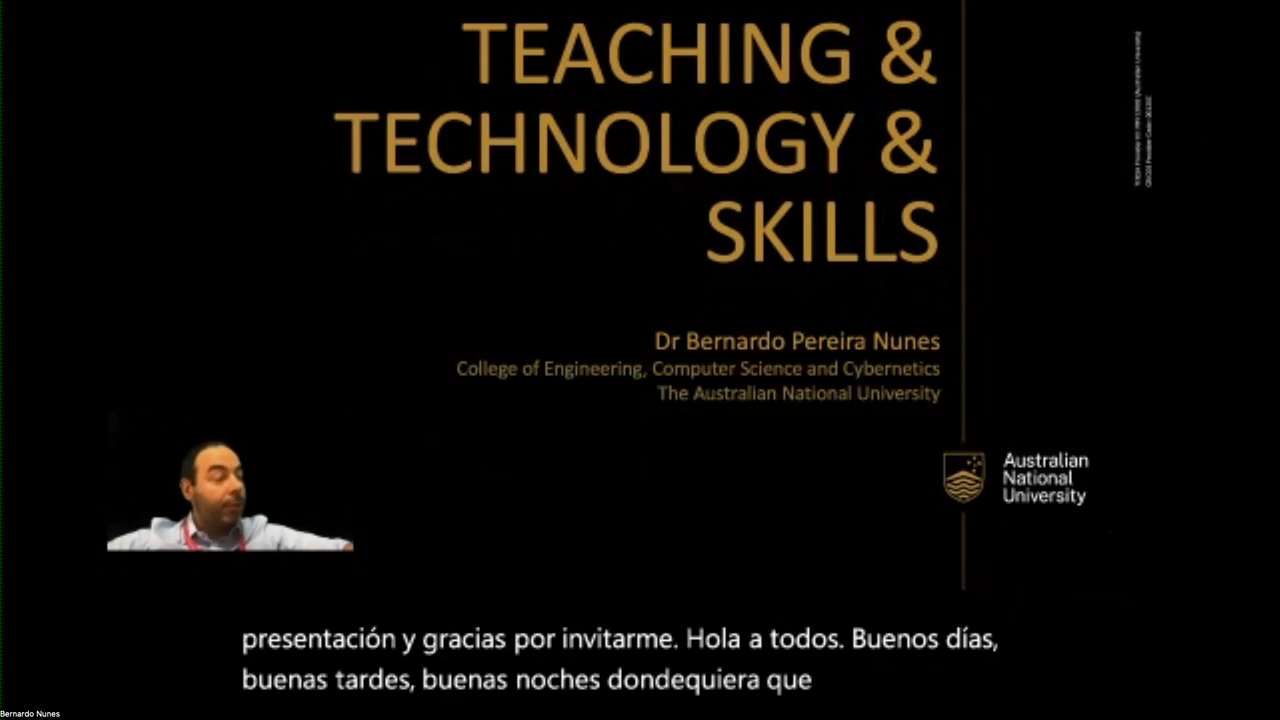 TEACHING &
TECHNOLOGY &
SKILLS
Dr Bernardo Pereira Nunes
College of Engineering, Computer Science and Cybernetics
The Australian National University
Australian
National
University
presentación y gracias por invitarme. Hola a todos. Buenos días,
buenas tardes, buenas noches dondequiera que
Bernardo Nunes